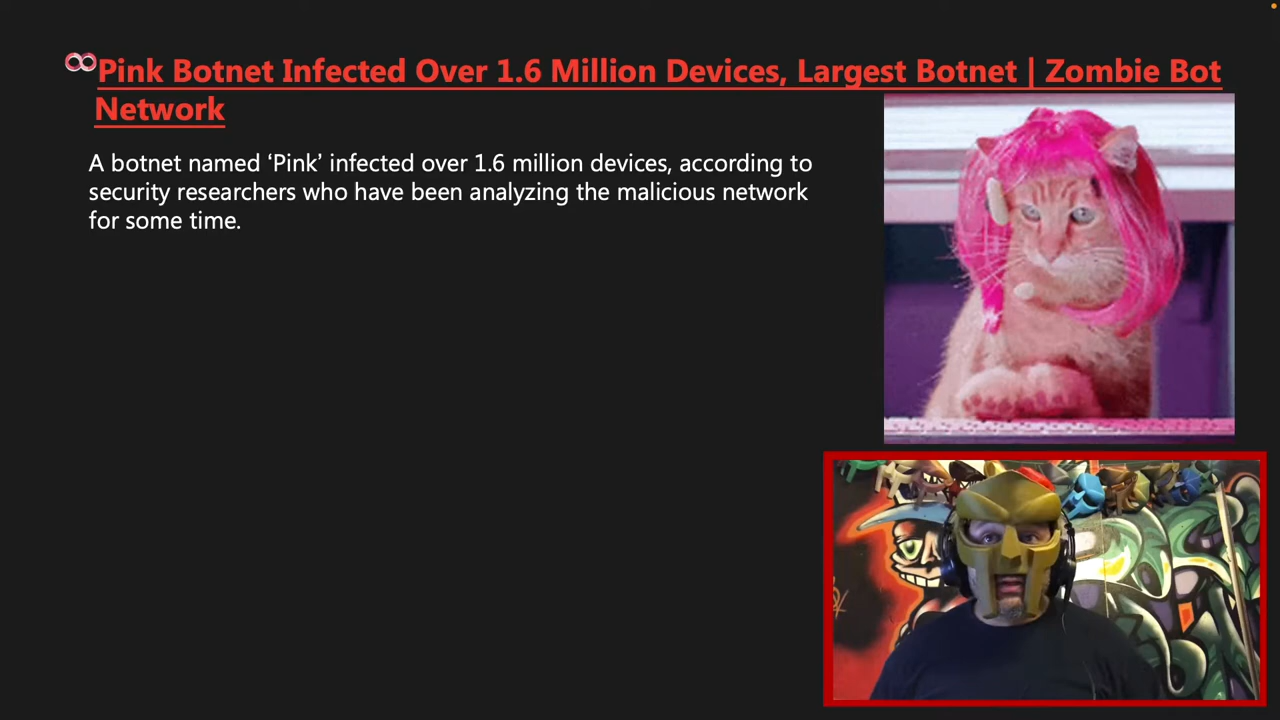 Pink Botnet Infected Over 1.6 Million Devices, Largest Botnet | Zombie Bot
Network
A botnet named ‘Pink’ infected over 1.6 million devices, according to
security researchers who have been analyzing the malicious network
for some time.